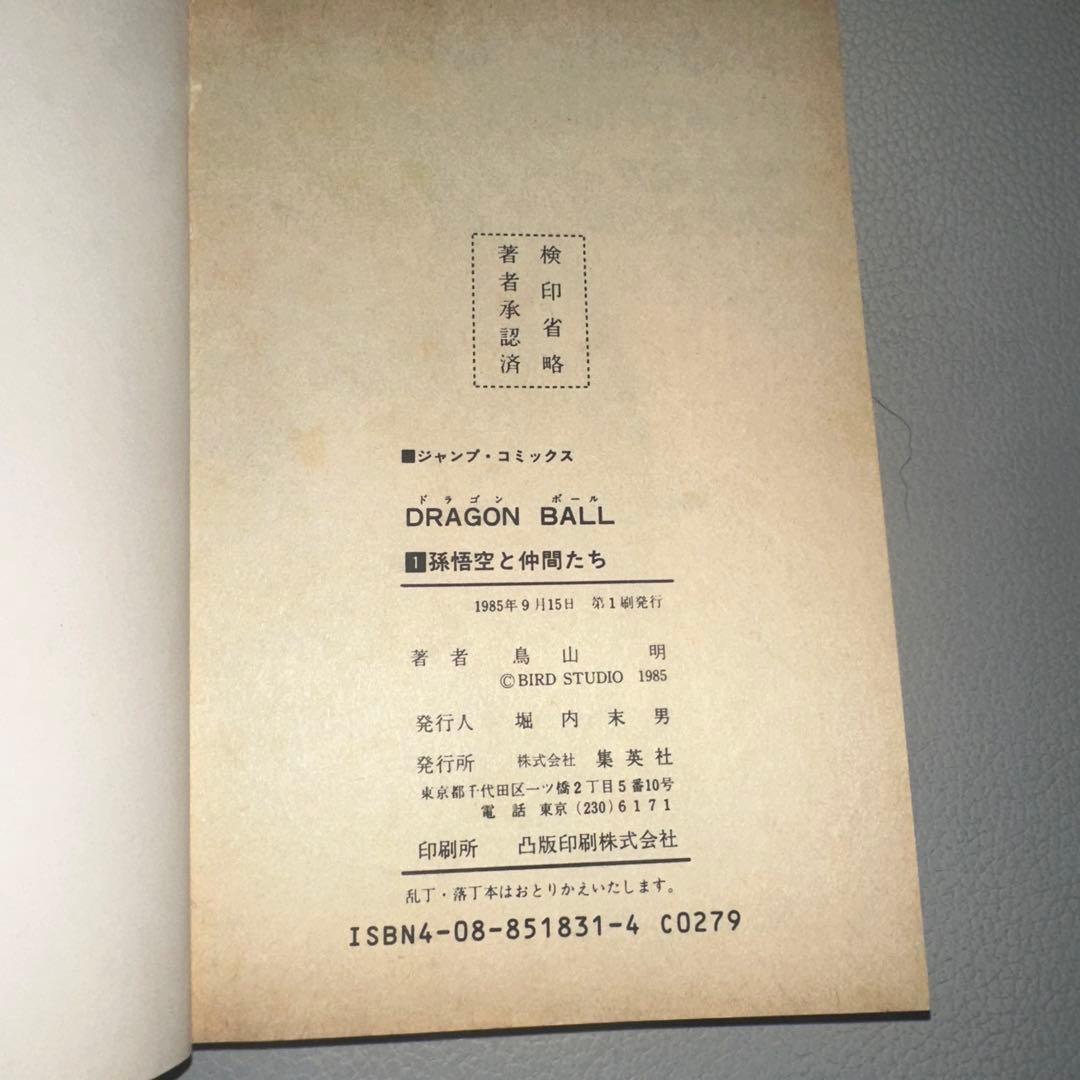 検印省略
著者承認済
■ジャンプ・コミックス
ドラゴン ボール
DRAGON BALL
1 孫悟空と仲間たち
1985年9月15日 第1刷発行
著者 鳥山 明
©BIRD STUDIO 1985
発行人 堀内末男
発行所 株式会社 集英社
東京都千代田区一ツ橋2丁目5番10号
電話 東京(230)6171
印刷所 凸版印刷株式会社
乱丁・落丁本はおとりかえいたします。
ISBN4-08-851831-4 C0279